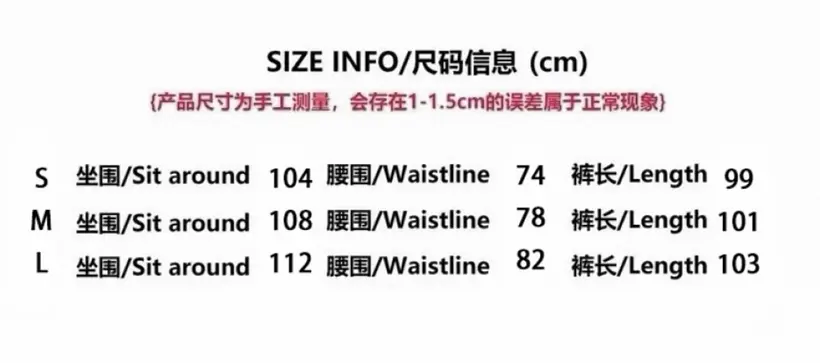 SIZE INFO/尺码信息 (cm)
{产品尺寸为手工测量，会存在1-1.5cm的误差属于正常现象}
S 坐围/Sit around 104 腰围/Waistline 74 裤长/Length 99
M 坐围/Sit around 108 腰围/Waistline 78 裤长/Length 101
L 坐围/Sit around 112 腰围/Waistline 82 裤长/Length 103